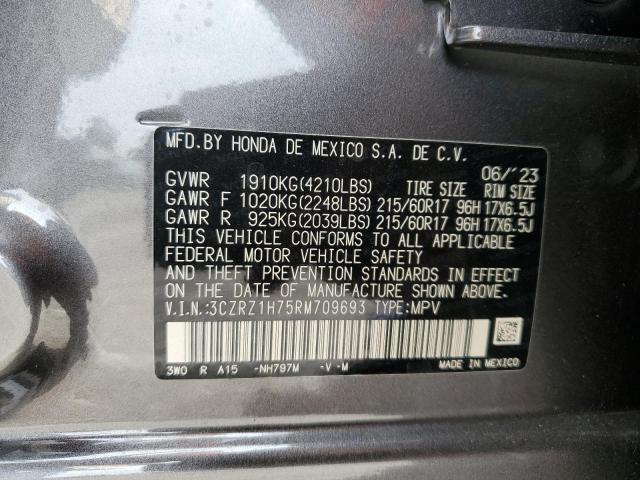 MFD.BY HONDA DE MEXICO S.A. DE C.V.
06/'23
GVWR 1910KG(4210LBS) TIRE SIZE RIM SIZE
GAWR F 1020KG(2248LBS) 215/60R17 96H 17X6.5J
GAWR R 925KG(2039LBS) 215/60R17 96H 17X6.5J
THIS VEHICLE CONFORMS TO ALL APPLICABLE
FEDERAL MOTOR VEHICLE SAFETY
AND THEFT PREVENTION STANDARDS IN EFFECT
ON THE DATE OF MANUFACTURE SHOWN ABOVE.
V.I.N.:3CZRZ1H75RM709693 TYPE:MPV
3W0 R A15 -NH797M -V -M MADE IN MEXICO